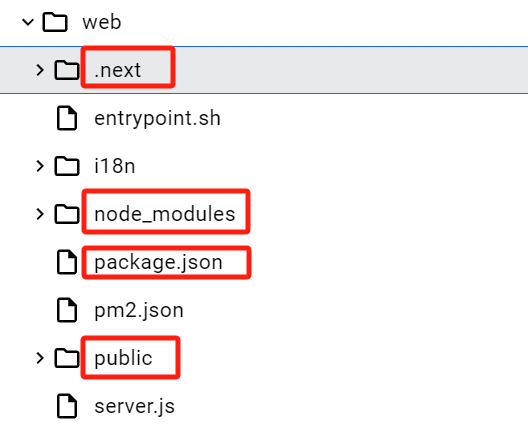 web
.next
entrypoint.sh
i18n
node_modules
package.json
pm2.json
public
server.js